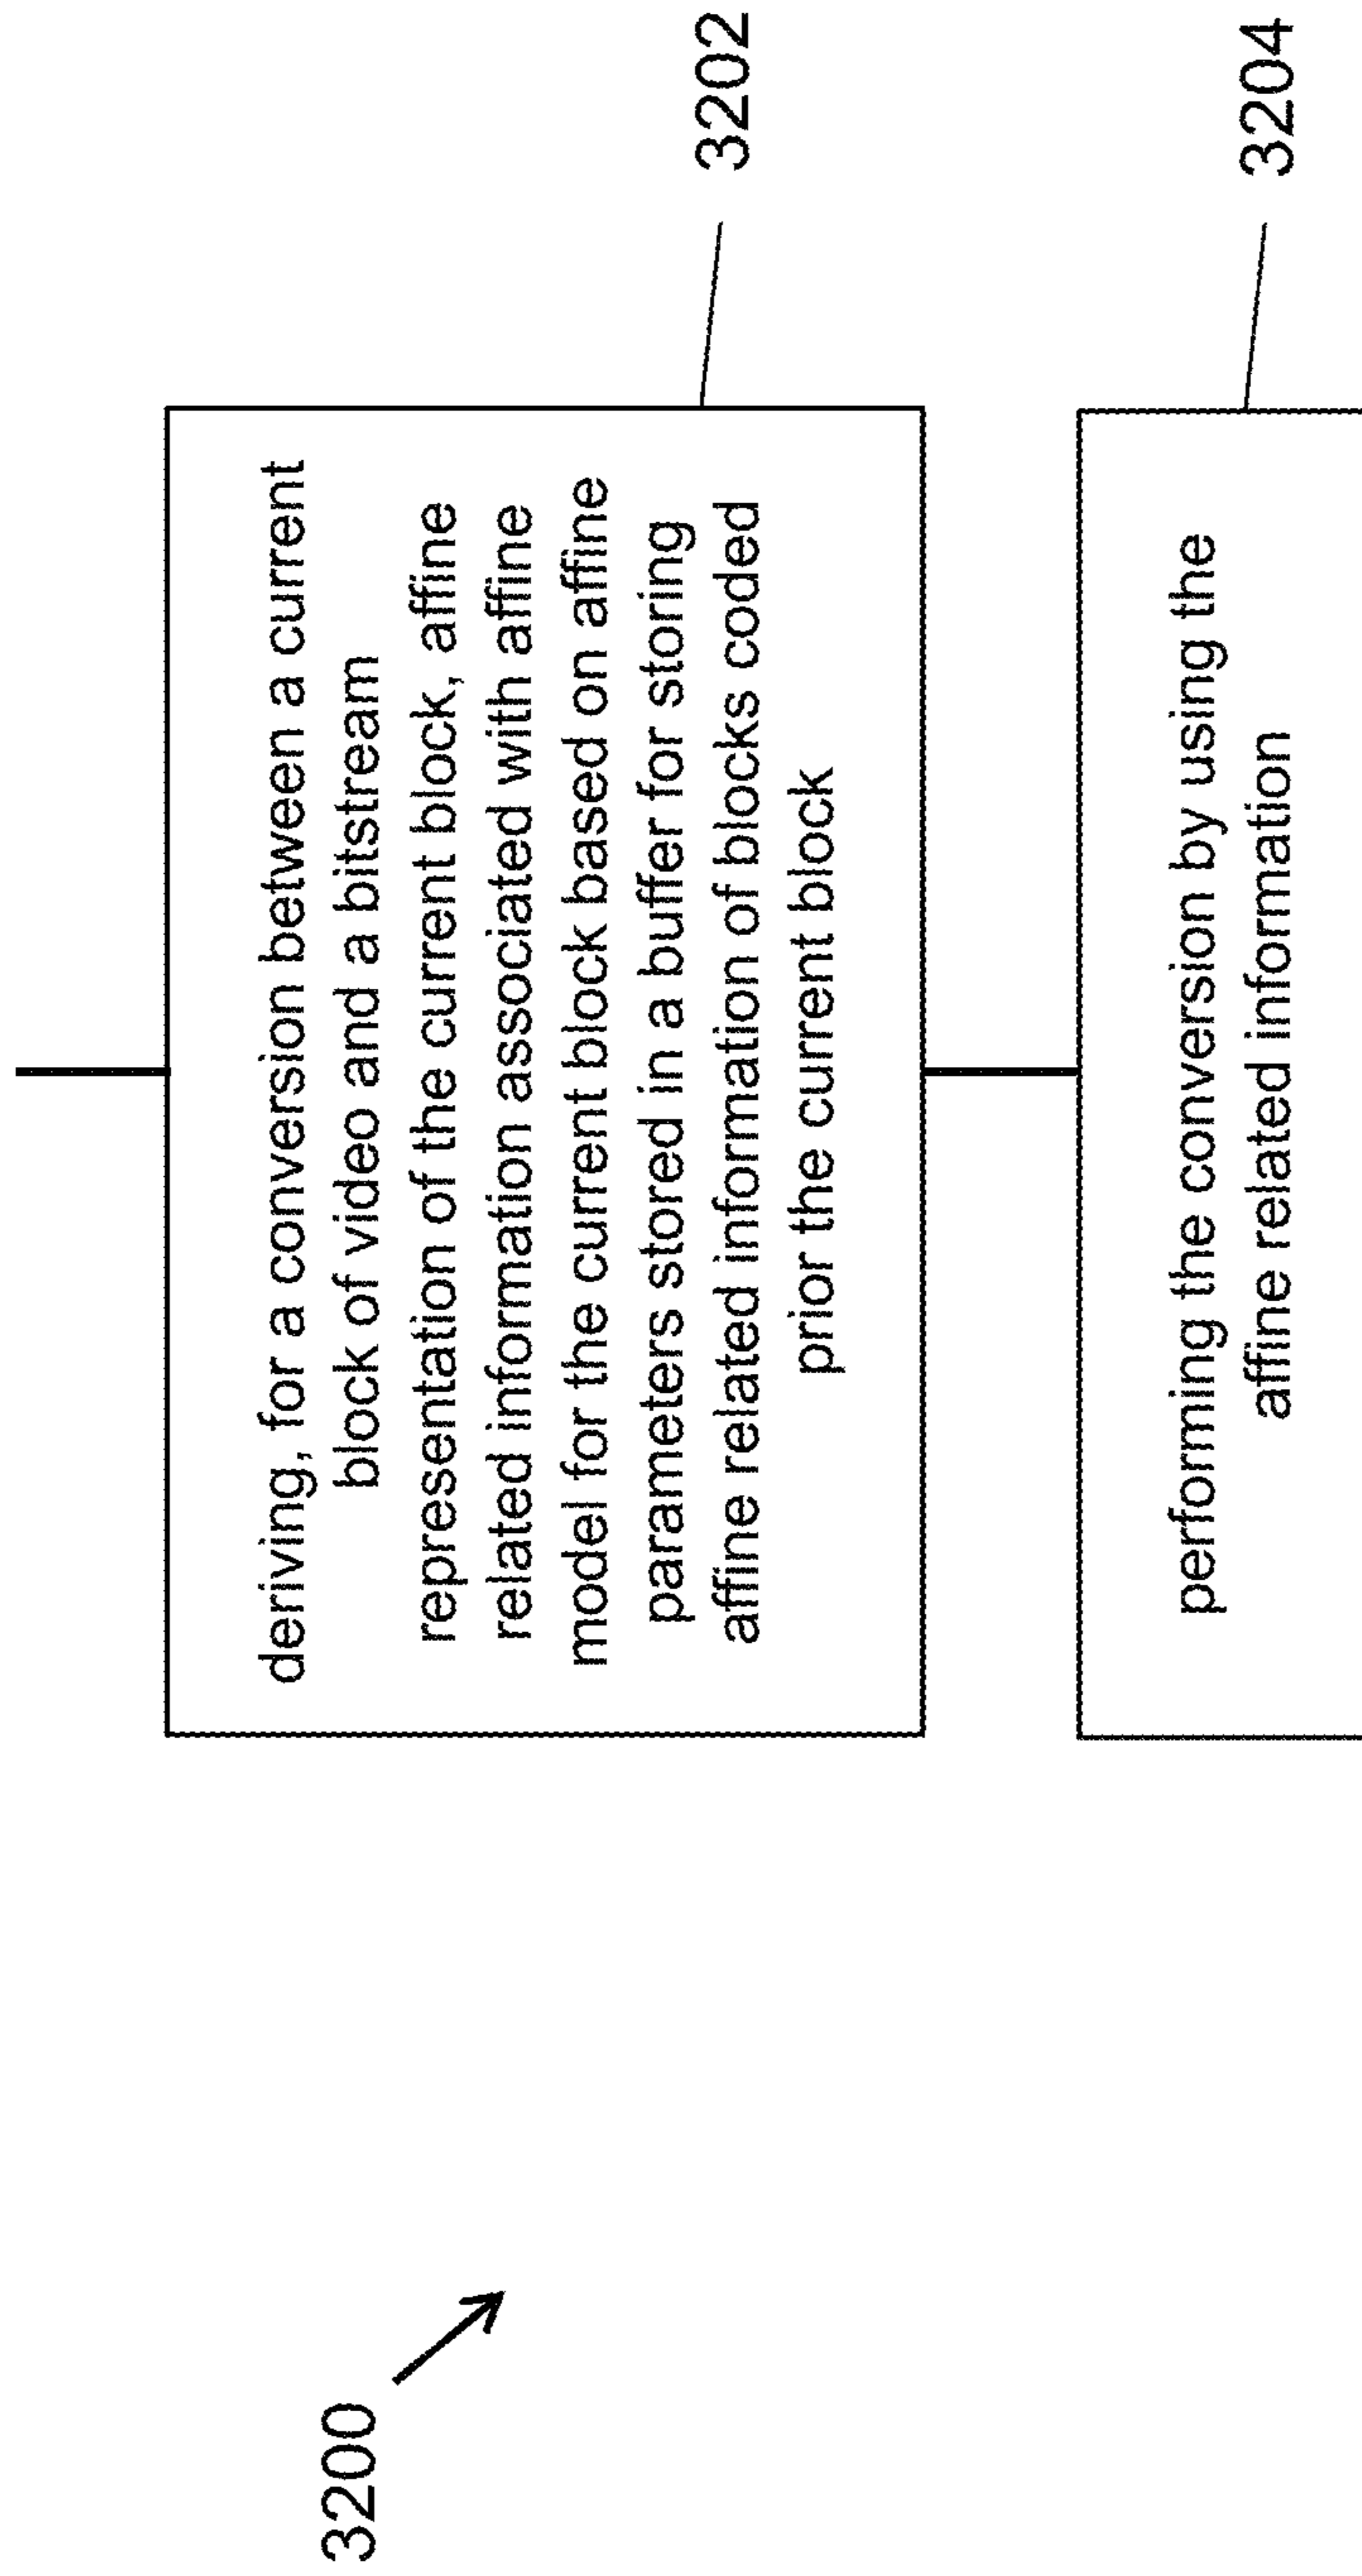 3200
deriving, for a conversion between a current
block of video and a bitstream
representation of the current block, affine
related information associated with affine
model for the current block based on affine
parameters stored in a buffer for storing
affine related information of blocks coded
prior the current block
3202
performing the conversion by using the
affine related information
3204